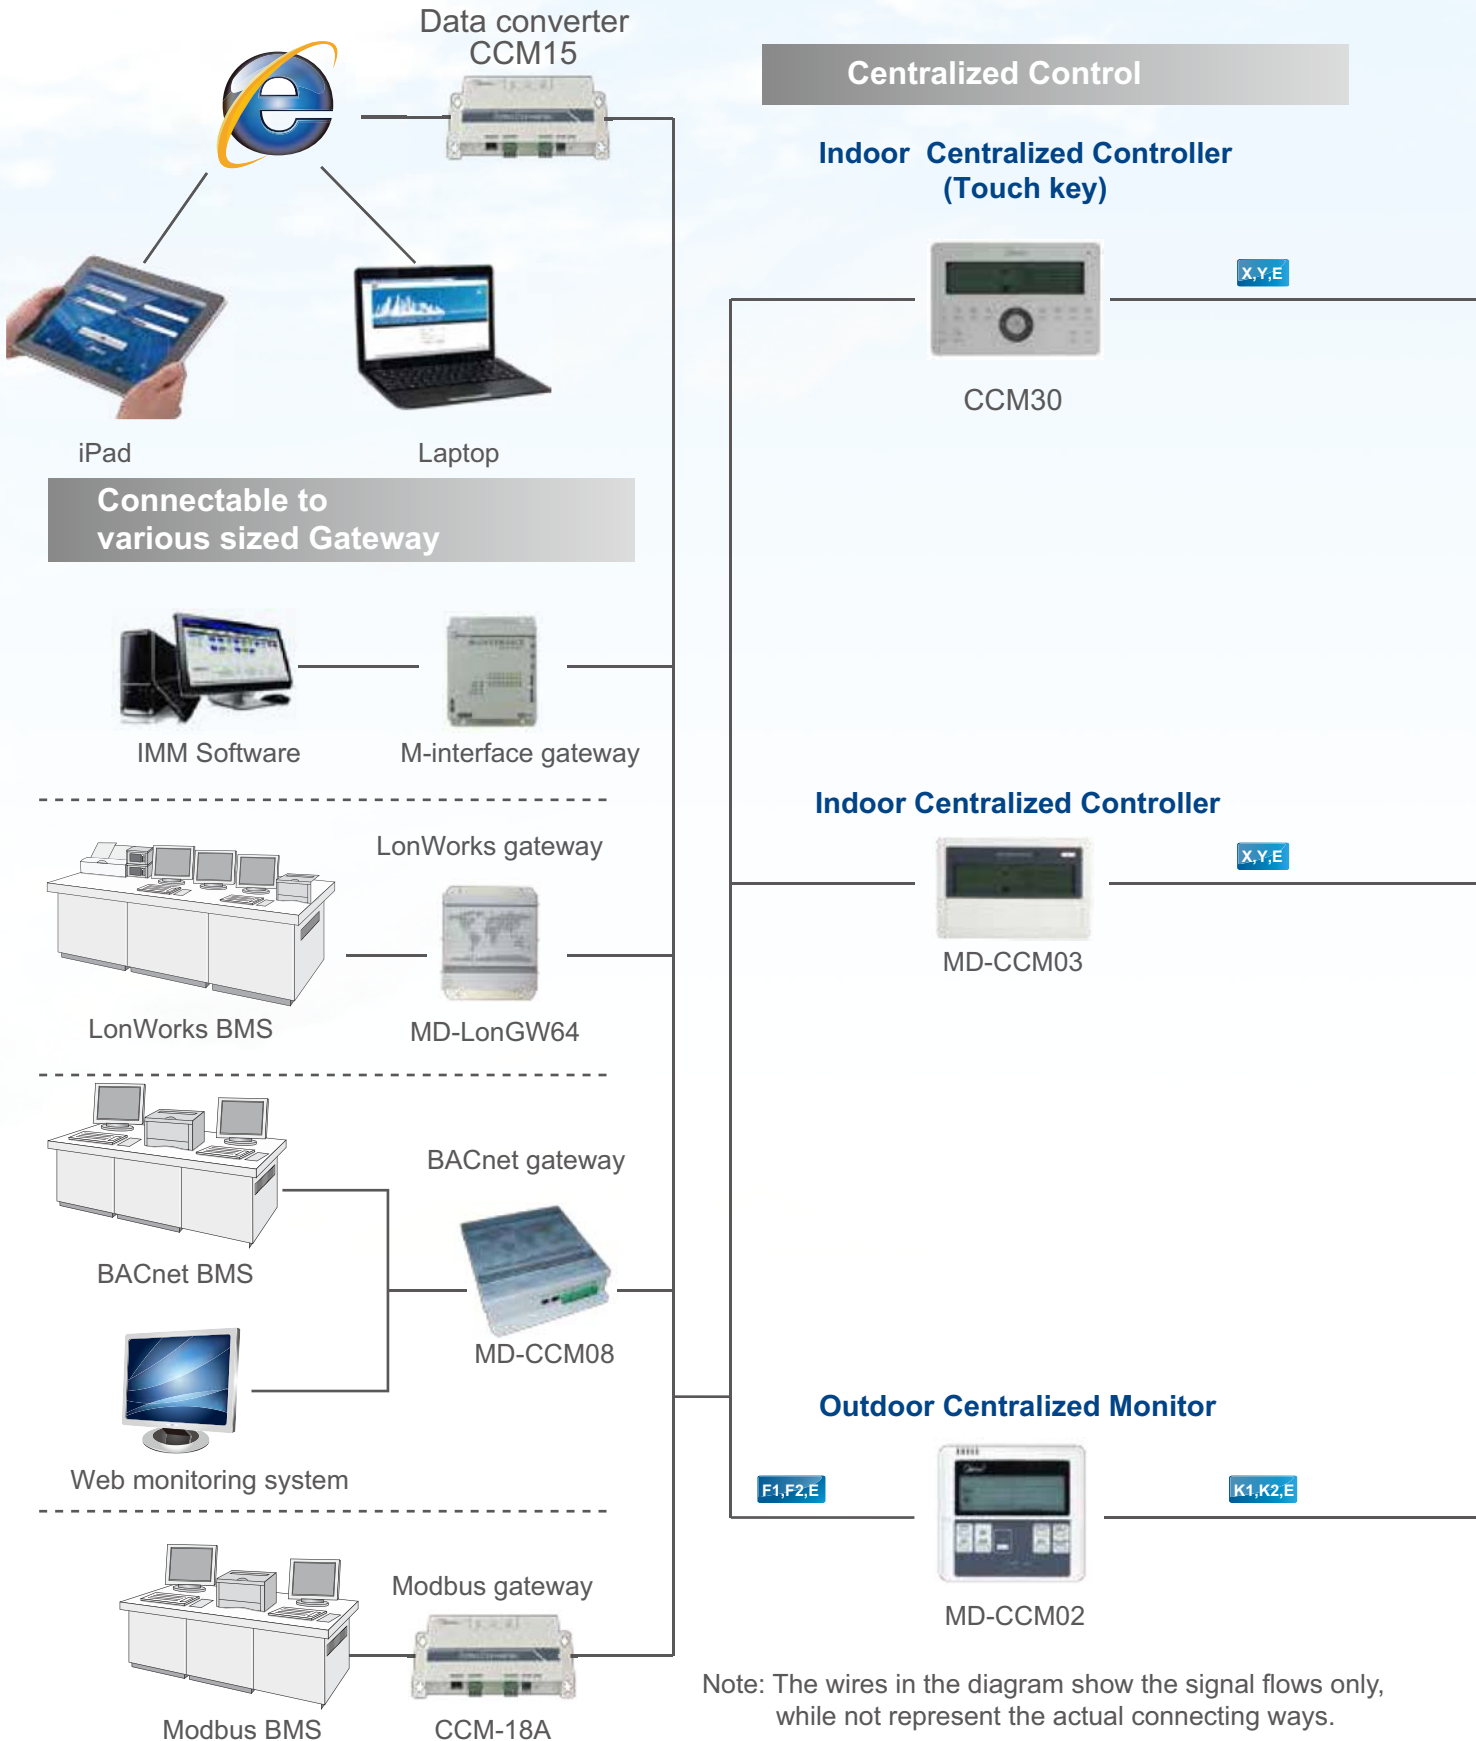 Data converter
CCM15
iPad
Laptop
Connectable to
various sized Gateway
IMM Software
M-interface gateway
LonWorks gateway
LonWorks BMS
MD-LonGW64
BACnet gateway
BACnet BMS
MD-CCM08
Web monitoring system
Modbus gateway
Modbus BMS
CCM-18A
Centralized Control
Indoor Centralized Controller
(Touch key)
X,Y,E
CCM30
Indoor Centralized Controller
X,Y,E
MD-CCM03
Outdoor Centralized Monitor
F1,F2,E
K1,K2,E
MD-CCM02
Note: The wires in the diagram show the signal flows only,
while not represent the actual connecting ways.